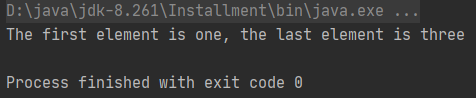 D:\java\jdk-8.261\Installment\bin\java.exe ...
The first element is one, the last element is three
Process finished with exit code 0